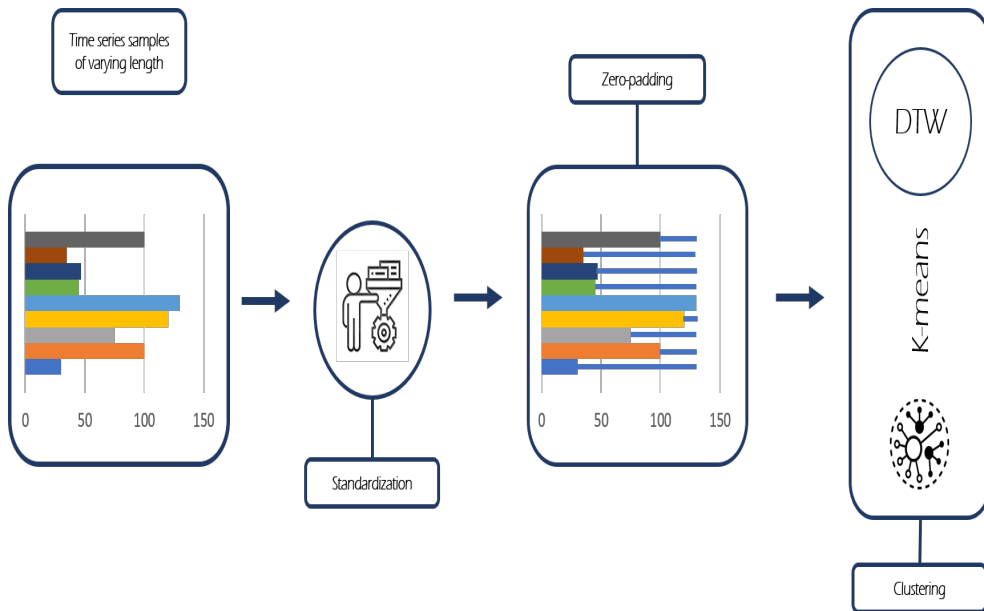 Time series samples
of varying length
Zero-padding
DTW
K-means
0 50 100 150
0 50 100 150
Standardization
Clustering